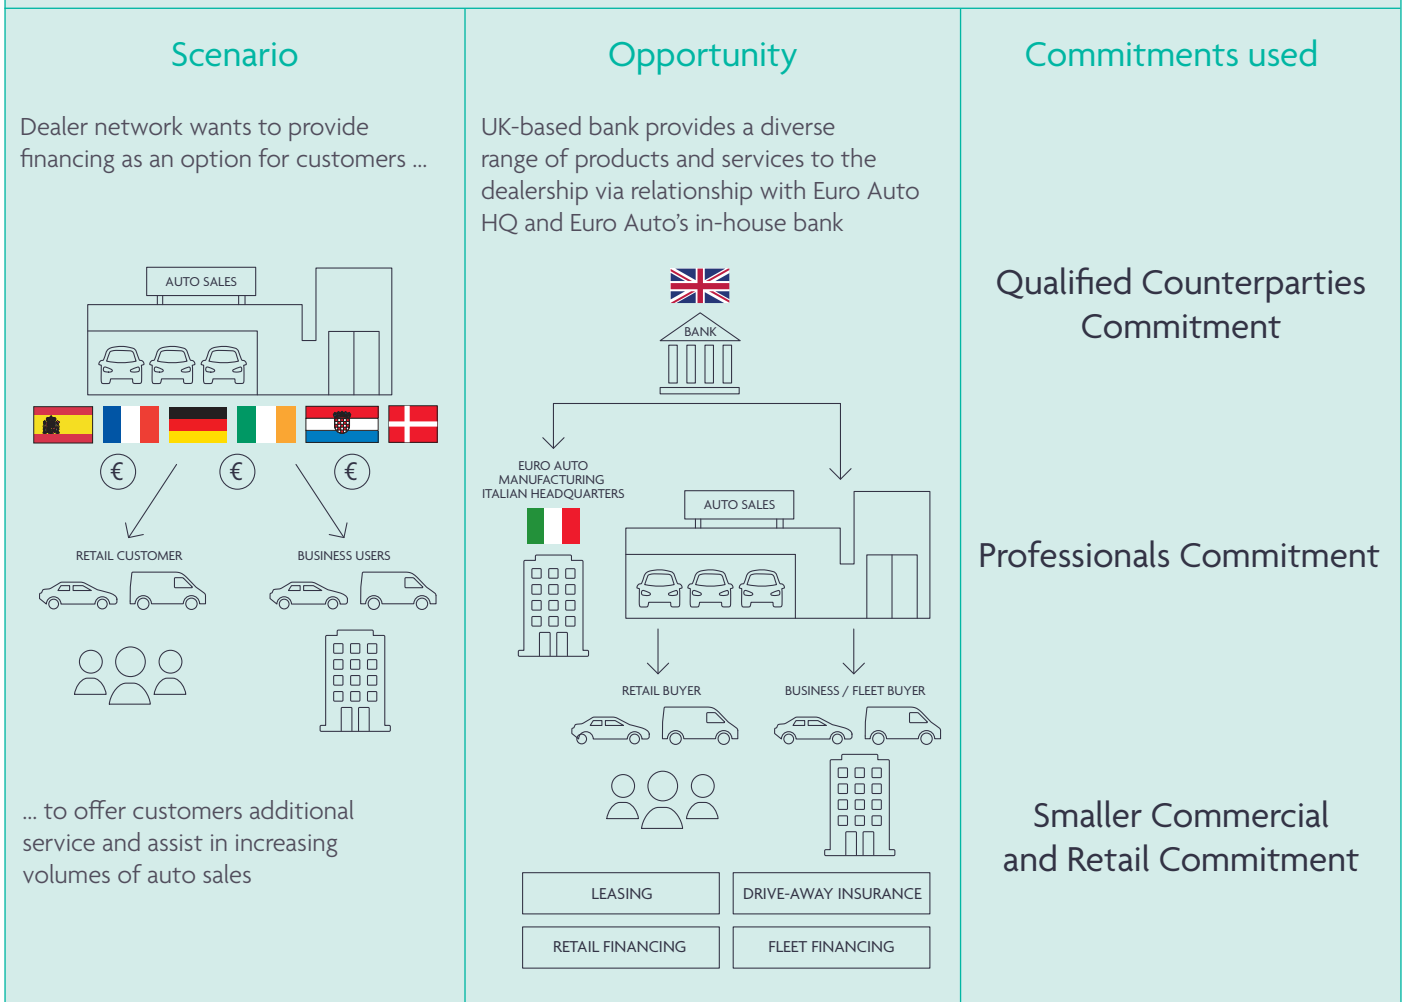 Scenario
Dealer network wants to provide
financing as an option for customers ...
AUTO SALES
€
€
€
RETAIL CUSTOMER
BUSINESS USERS
... to offer customers additional
service and assist in increasing
volumes of auto sales
Opportunity
UK-based bank provides a diverse
range of products and services to the
dealership via relationship with Euro Auto
HQ and Euro Auto’s in-house bank
BANK
EURO AUTO
MANUFACTURING
ITALIAN HEADQUARTERS
AUTO SALES
RETAIL BUYER
BUSINESS / FLEET BUYER
LEASING
DRIVE-AWAY INSURANCE
RETAIL FINANCING
FLEET FINANCING
Commitments used
Qualified Counterparties
Commitment
Professionals Commitment
Smaller Commercial
and Retail Commitment